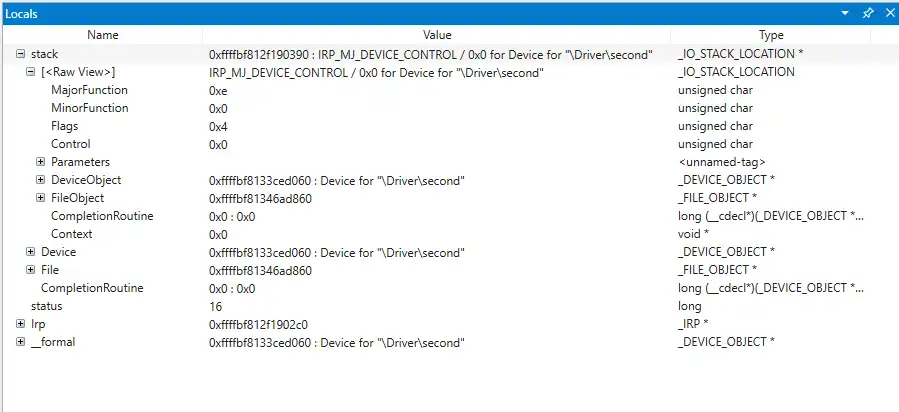 Locals
Name Value Type
stack 0xffffbf812f190390 : IRP_MJ_DEVICE_CONTROL / 0x0 for Device for "\Driver\second" _IO_STACK_LOCATION *
[<Raw View>] IRP_MJ_DEVICE_CONTROL / 0x0 for Device for "\Driver\second" _IO_STACK_LOCATION
MajorFunction 0xe unsigned char
MinorFunction 0x0 unsigned char
Flags 0x4 unsigned char
Control 0x0 unsigned char
Parameters <unnamed-tag>
DeviceObject 0xffffbf8133ced060 : Device for "\Driver\second" _DEVICE_OBJECT *
FileObject 0xffffbf81346ad860 _FILE_OBJECT *
CompletionRoutine 0x0 : 0x0 long (__cdecl*)(_DEVICE_OBJECT *...
Context 0x0 void *
Device 0xffffbf8133ced060 : Device for "\Driver\second" _DEVICE_OBJECT *
File 0xffffbf81346ad860 _FILE_OBJECT *
CompletionRoutine 0x0 : 0x0 long (__cdecl*)(_DEVICE_OBJECT *...
status 16 long
Irp 0xffffbf812f1902c0 _IRP *
__formal 0xffffbf8133ced060 : Device for "\Driver\second" _DEVICE_OBJECT *